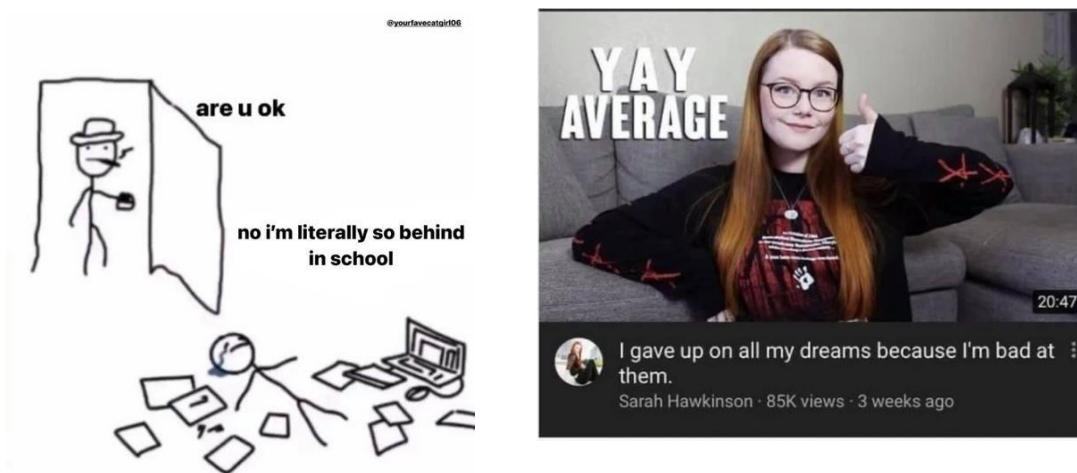 @yourfavecatgirl06
are u ok
no i'm literally so behind
in school
YAY
AVERAGE
20:47
I gave up on all my dreams because I'm bad at
them.
Sarah Hawkinson · 85K views · 3 weeks ago